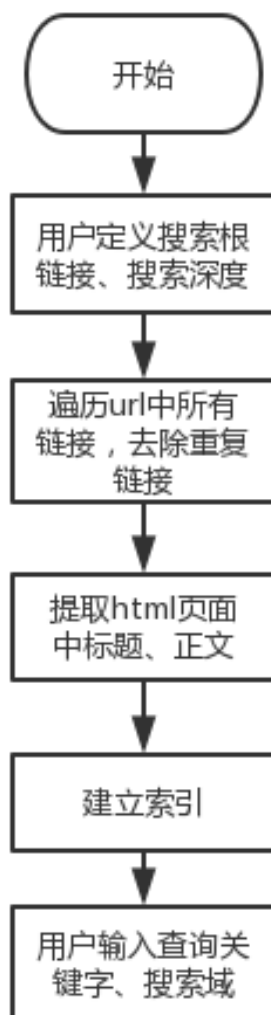 开始
用户定义搜索根
链接、搜索深度
遍历url中所有
链接，去除重复
链接
提取html页面
中标题、正文
建立索引
用户输入查询关
键字、搜索域